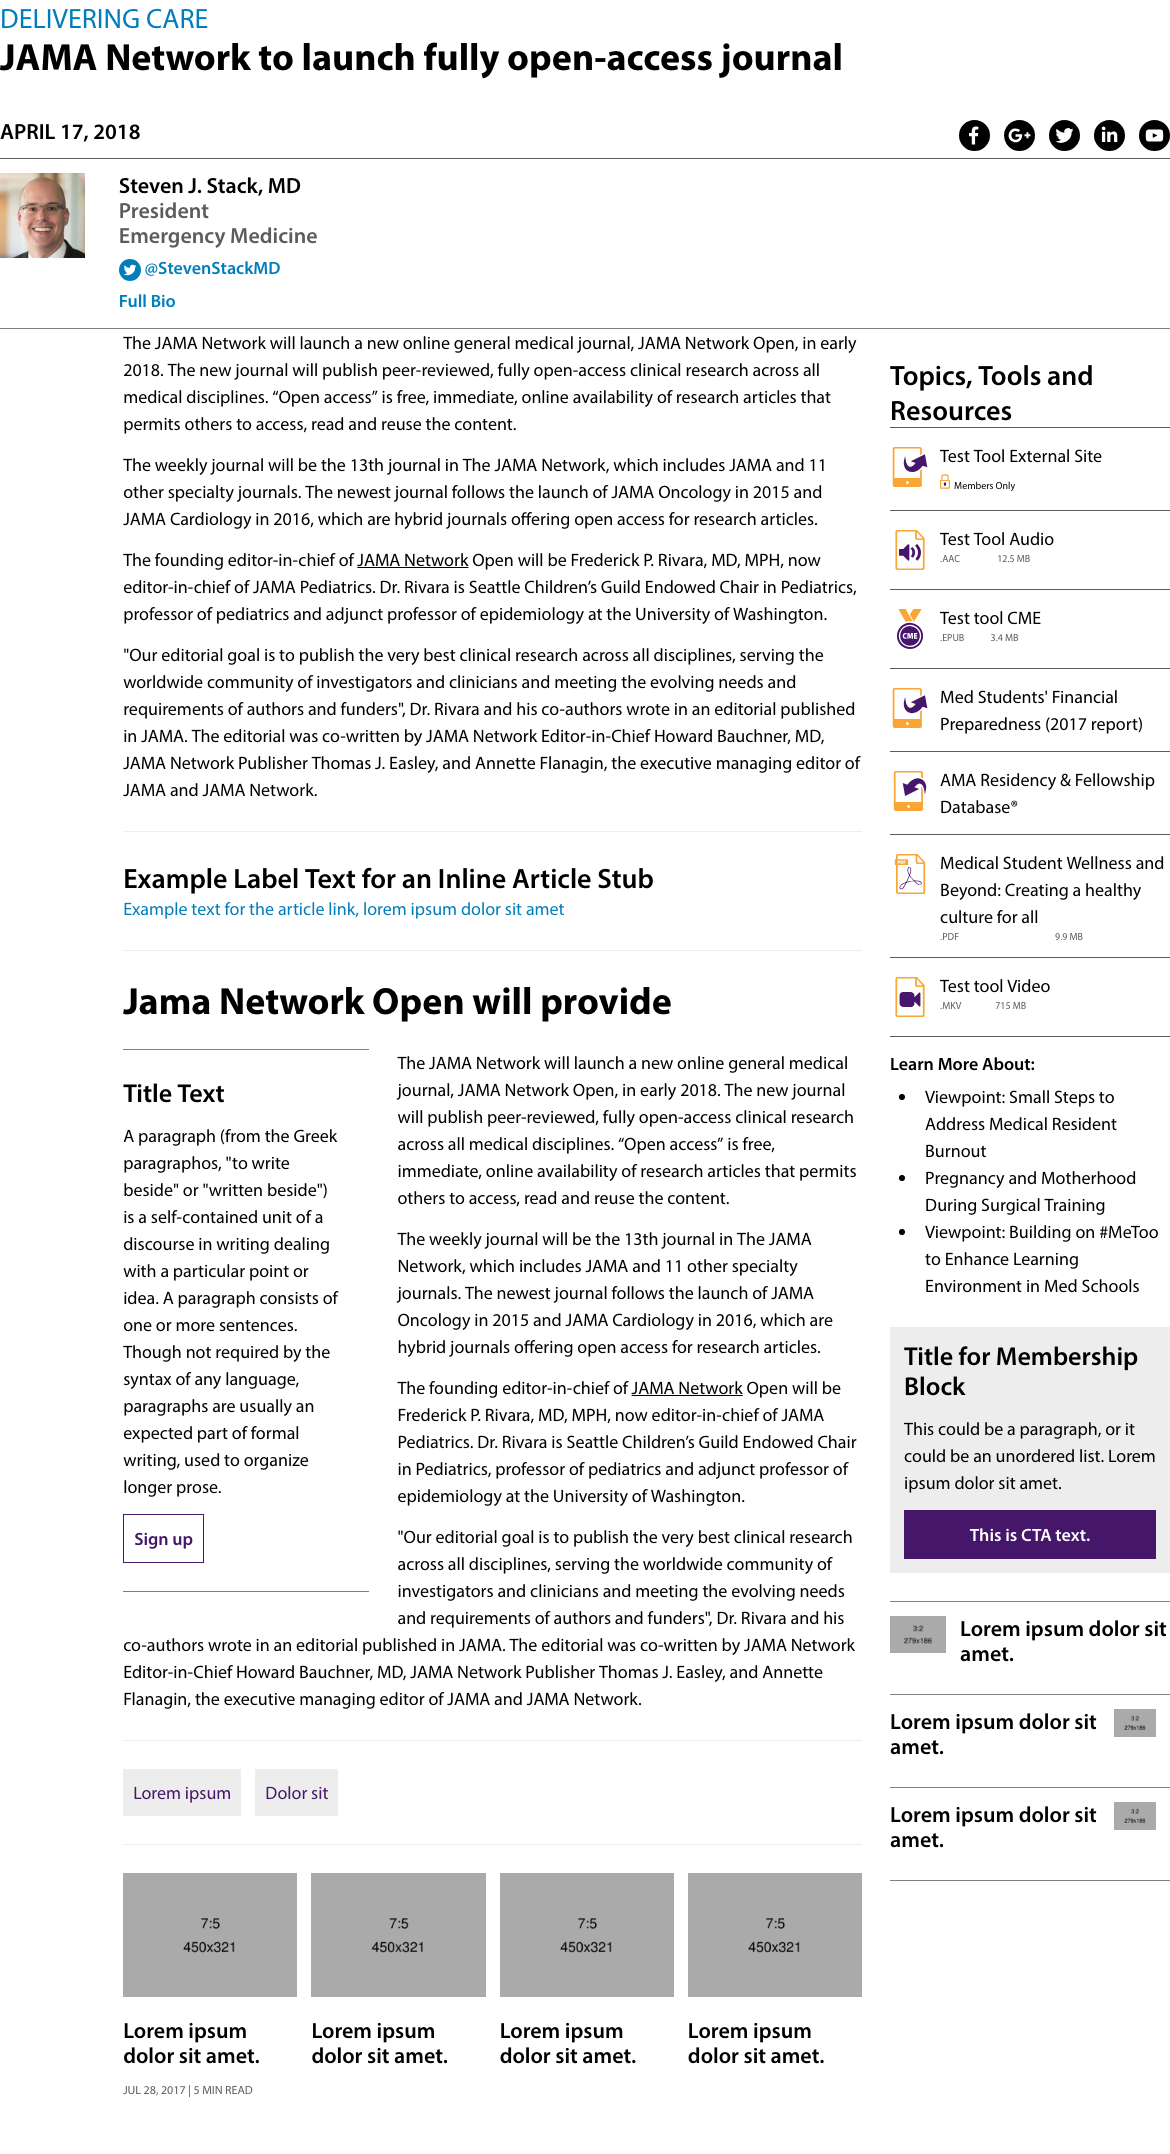 DELIVERING CARE
JAMA Network to launch fully open-access journal
APRIL 17, 2018
Steven J. Stack, MD
President
Emergency Medicine
@StevenStackMD
Full Bio
The JAMA Network will launch a new online general medical journal, JAMA Network Open, in early
2018. The new journal will publish peer-reviewed, fully open-access clinical research across all
medical disciplines. “Open access” is free, immediate, online availability of research articles that
permits others to access, read and reuse the content.
The weekly journal will be the 13th journal in The JAMA Network, which includes JAMA and 11
other specialty journals. The newest journal follows the launch of JAMA Oncology in 2015 and
JAMA Cardiology in 2016, which are hybrid journals offering open access for research articles.
The founding editor-in-chief of JAMA Network Open will be Frederick P. Rivara, MD, MPH, now
editor-in-chief of JAMA Pediatrics. Dr. Rivara is Seattle Children’s Guild Endowed Chair in Pediatrics,
professor of pediatrics and adjunct professor of epidemiology at the University of Washington.
"Our editorial goal is to publish the very best clinical research across all disciplines, serving the
worldwide community of investigators and clinicians and meeting the evolving needs and
requirements of authors and funders", Dr. Rivara and his co-authors wrote in an editorial published
in JAMA. The editorial was co-written by JAMA Network Editor-in-Chief Howard Bauchner, MD,
JAMA Network Publisher Thomas J. Easley, and Annette Flanagin, the executive managing editor of
JAMA and JAMA Network.
Example Label Text for an Inline Article Stub
Example text for the article link, lorem ipsum dolor sit amet
Jama Network Open will provide
Title Text
A paragraph (from the Greek
paragraphos, "to write
beside" or "written beside")
is a self-contained unit of a
discourse in writing dealing
with a particular point or
idea. A paragraph consists of
one or more sentences.
Though not required by the
syntax of any language,
paragraphs are usually an
expected part of formal
writing, used to organize
longer prose.
Sign up
The JAMA Network will launch a new online general medical
journal, JAMA Network Open, in early 2018. The new journal
will publish peer-reviewed, fully open-access clinical research
across all medical disciplines. “Open access” is free,
immediate, online availability of research articles that permits
others to access, read and reuse the content.
The weekly journal will be the 13th journal in The JAMA
Network, which includes JAMA and 11 other specialty
journals. The newest journal follows the launch of JAMA
Oncology in 2015 and JAMA Cardiology in 2016, which are
hybrid journals offering open access for research articles.
The founding editor-in-chief of JAMA Network Open will be
Frederick P. Rivara, MD, MPH, now editor-in-chief of JAMA
Pediatrics. Dr. Rivara is Seattle Children’s Guild Endowed Chair
in Pediatrics, professor of pediatrics and adjunct professor of
epidemiology at the University of Washington.
"Our editorial goal is to publish the very best clinical research
across all disciplines, serving the worldwide community of
investigators and clinicians and meeting the evolving needs
and requirements of authors and funders", Dr. Rivara and his
co-authors wrote in an editorial published in JAMA. The editorial was co-written by JAMA Network
Editor-in-Chief Howard Bauchner, MD, JAMA Network Publisher Thomas J. Easley, and Annette
Flanagin, the executive managing editor of JAMA and JAMA Network.
Lorem ipsum
Dolor sit
7:5
450x321
7:5
450x321
7:5
450x321
7:5
450x321
Lorem ipsum
dolor sit amet.
JUL 28, 2017 | 5 MIN READ
Lorem ipsum
dolor sit amet.
Lorem ipsum
dolor sit amet.
Lorem ipsum
dolor sit amet.
Topics, Tools and
Resources
Test Tool External Site
Members Only
Test Tool Audio
.AAC 12.5 MB
CME
Test tool CME
.EPUB 3.4 MB
Med Students' Financial
Preparedness (2017 report)
AMA Residency & Fellowship
Database®
Medical Student Wellness and
Beyond: Creating a healthy
culture for all
.PDF 9.9 MB
Test tool Video
.MKV 715 MB
Learn More About:
Viewpoint: Small Steps to
Address Medical Resident
Burnout
Pregnancy and Motherhood
During Surgical Training
Viewpoint: Building on #MeToo
to Enhance Learning
Environment in Med Schools
Title for Membership
Block
This could be a paragraph, or it
could be an unordered list. Lorem
ipsum dolor sit amet.
This is CTA text.
3:2
279x186
Lorem ipsum dolor sit
amet.
Lorem ipsum dolor sit
amet.
3:2
279x186
Lorem ipsum dolor sit
amet.
3:2
279x186